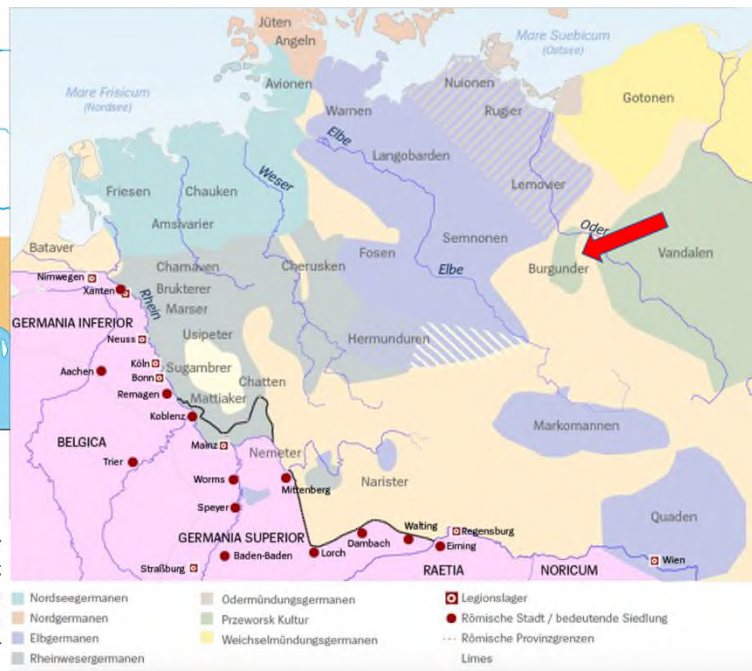 Jüten
Angeln
Mare Suebicum
(Ostsee)
Avionen
Nuionen
Mare Frisicum
(Nordsee)
Warnen
Rugier
Gotonen
Elbe
Langobarden
Weser
Friesen
Chauken
Lemovier
Amsivarier
Oder
Bataver
Semnonen
Fosen
Vandalen
Chamaven
Cherusken
Elbe
Burgunder
Nimwegen
Xanten
Rhein
Brukterer
Marser
GERMANIA INFERIOR
Usipeter
Hermunduren
Neuss
Köln
Sugambrer
Aachen
Bonn
Chatten
Remagen
Mattiaker
Koblenz
Markomannen
BELGICA
Mainz
Nemeter
Trier
Worms
Mittenberg
Narister
Speyer
Quaden
GERMANIA SUPERIOR
Walting
Regensburg
Dambach
Eining
Baden-Baden
Lorch
Wien
Straßburg
RAETIA
NORICUM
Nordseegermanen
Odermündungsgermanen
Legionslager
Nordgermanen
Przeworsk Kultur
Römische Stadt / bedeutende Siedlung
Elbgermanen
Weichselmündungsgermanen
Römische Provinzgrenzen
Rheinwesergermanen
Limes